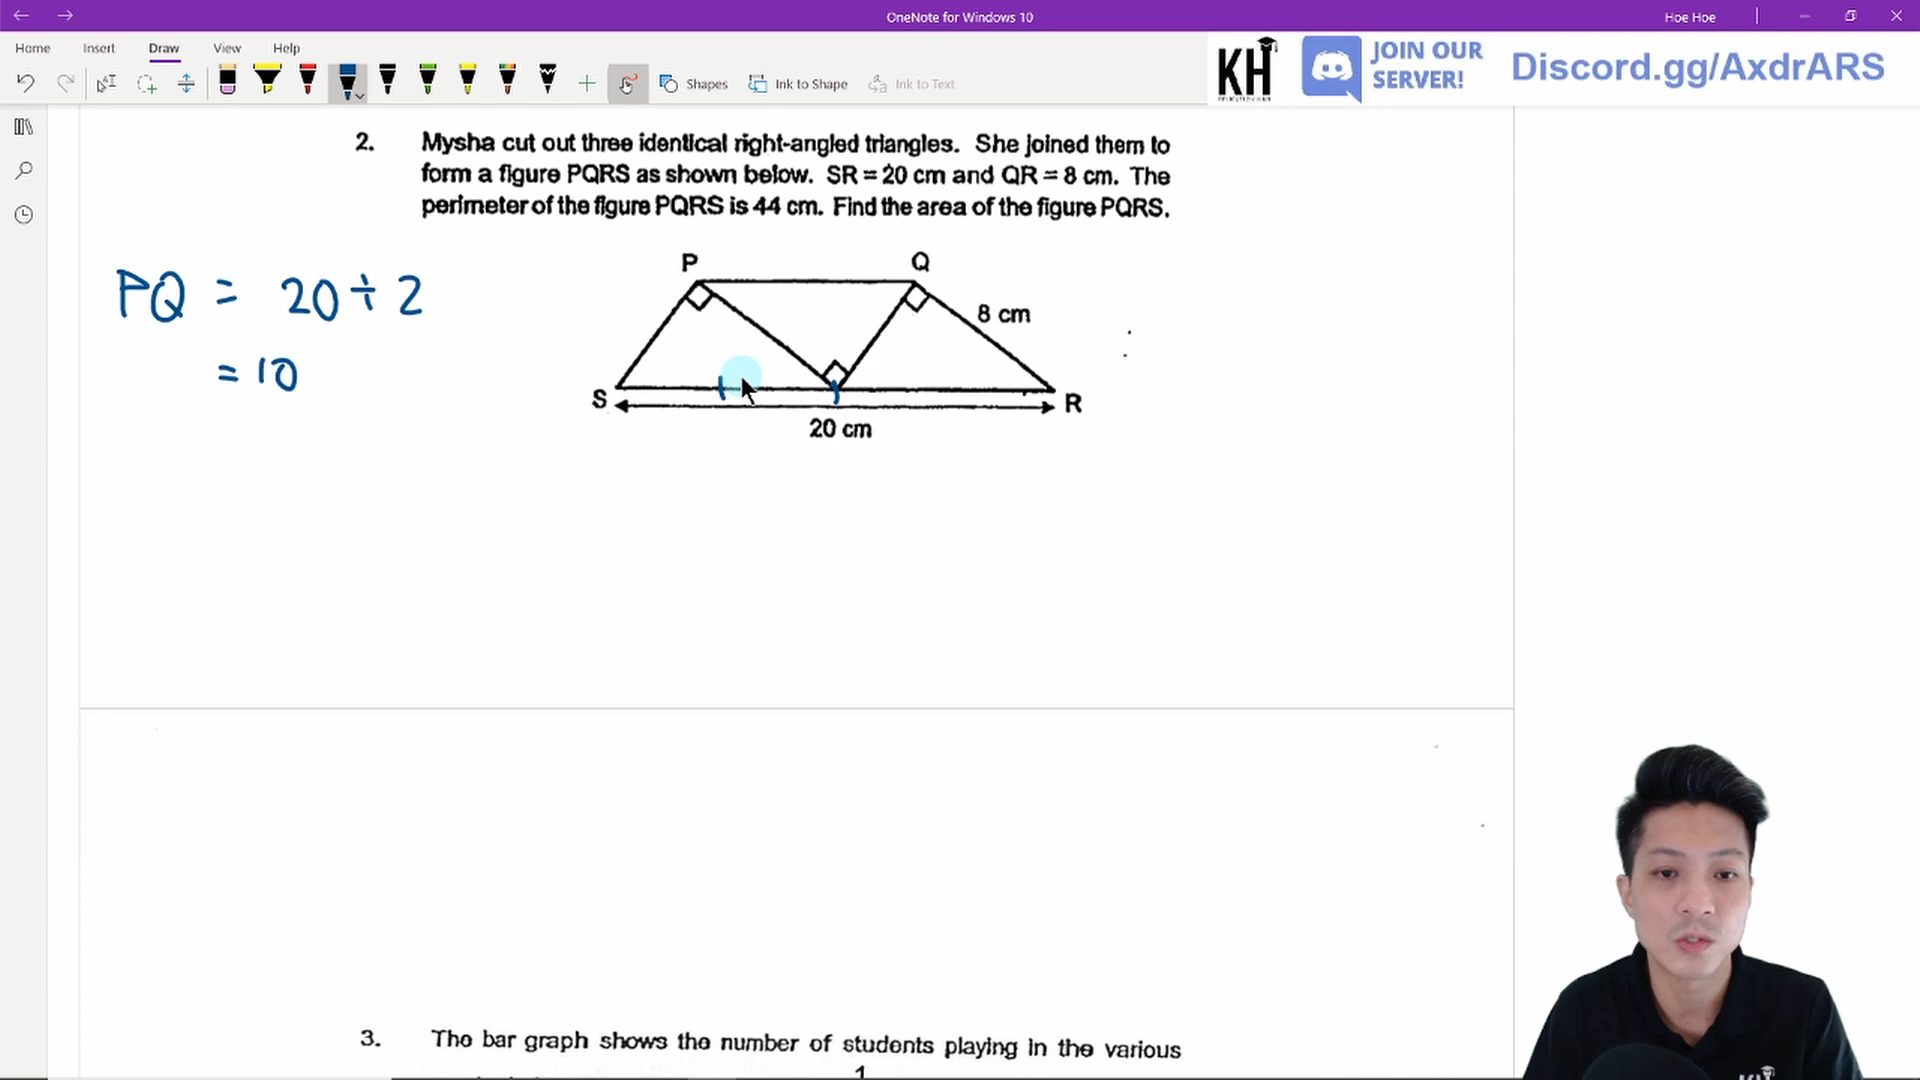 OneNote for Windows 10
Hoe Hoe
Home Insert Draw View Help
Shapes Ink to Shape Ink to Text
KH
JOIN OUR
SERVER!
Discord.gg/AxdrARS
2. Mysha cut out three identical right-angled triangles. She joined them to
form a figure PQRS as shown below. SR = 20 cm and QR = 8 cm. The
perimeter of the figure PQRS is 44 cm. Find the area of the figure PQRS.
PQ = 20 ÷ 2
= 10
P
Q
8 cm
S
R
20 cm
3. The bar graph shows the number of students playing in the various
1
KH